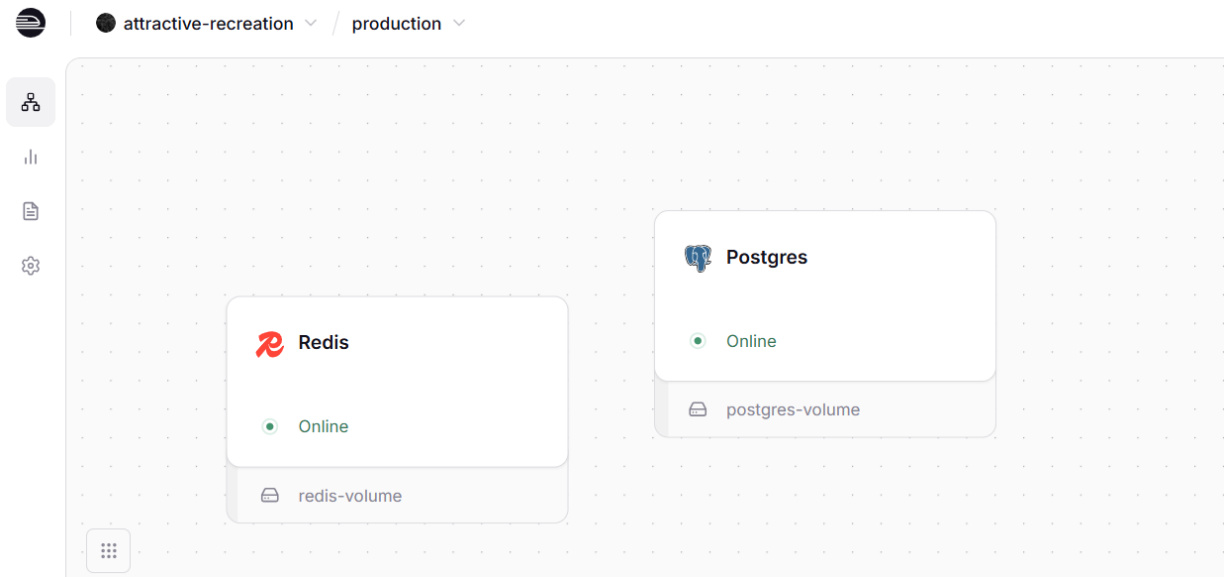 attractive-recreation
production
Postgres
Online
postgres-volume
Redis
Online
redis-volume